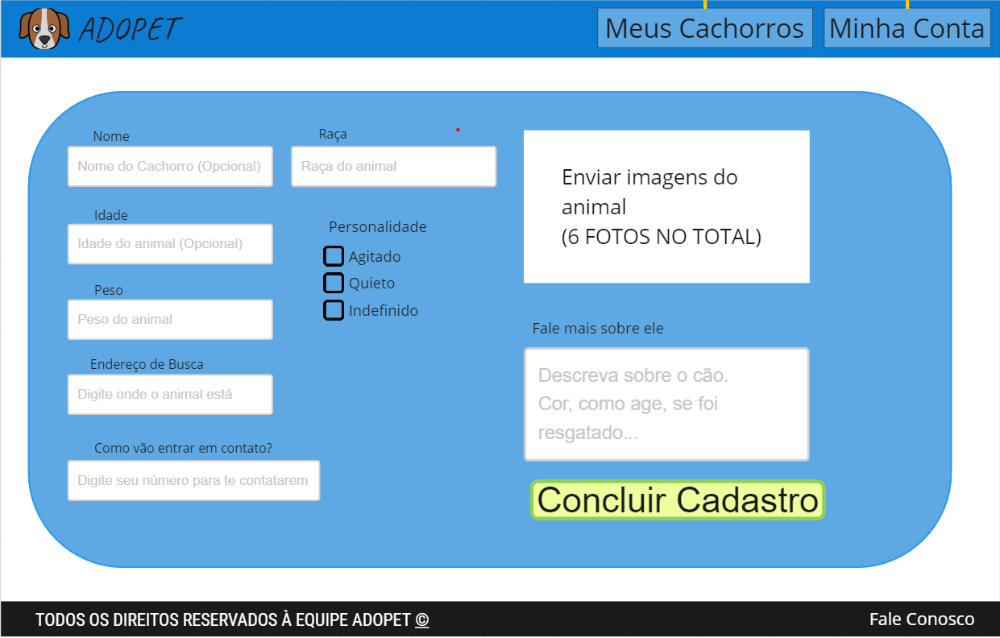 ADOPET
Meus Cachorros
Minha Conta
Nome
Nome do Cachorro (Opcional)
Raça
Raça do animal
Idade
Idade do animal (Opcional)
Personalidade
Agitado
Quieto
Indefinido
Peso
Peso do animal
Endereço de Busca
Digite onde o animal está
Como vão entrar em contato?
Digite seu número para te contatarem
Enviar imagens do
animal
(6 FOTOS NO TOTAL)
Fale mais sobre ele
Descreva sobre o cão.
Cor, como age, se foi
resgatado...
Concluir Cadastro
TODOS OS DIREITOS RESERVADOS À EQUIPE ADOPET ©
Fale Conosco